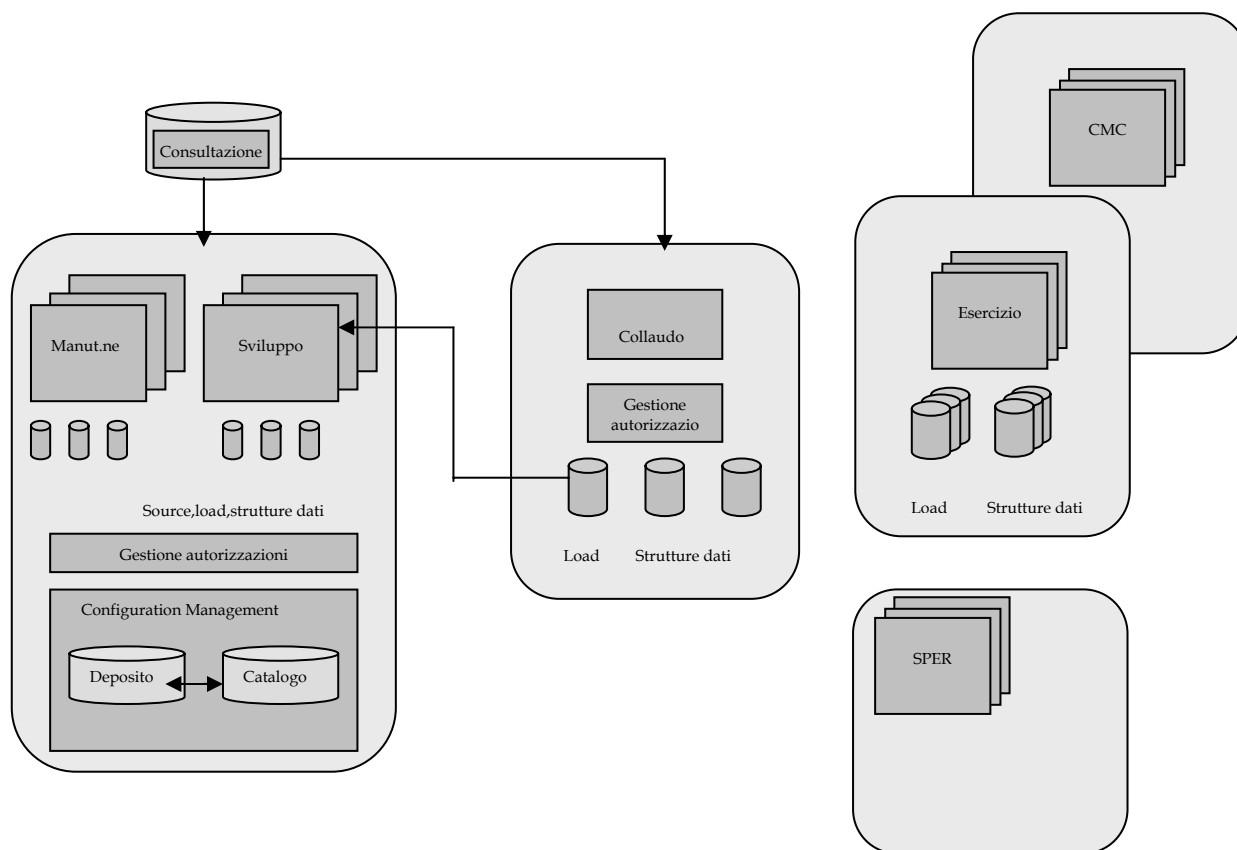 CMC
Consultazione
Esercizio
Manut.ne
Sviluppo
Collaudo
Gestione
autorizzazio
Source,load,strutture dati
Load
Strutture dati
Gestione autorizzazioni
Load
Strutture dati
Configuration Management
Deposito
Catalogo
SPER